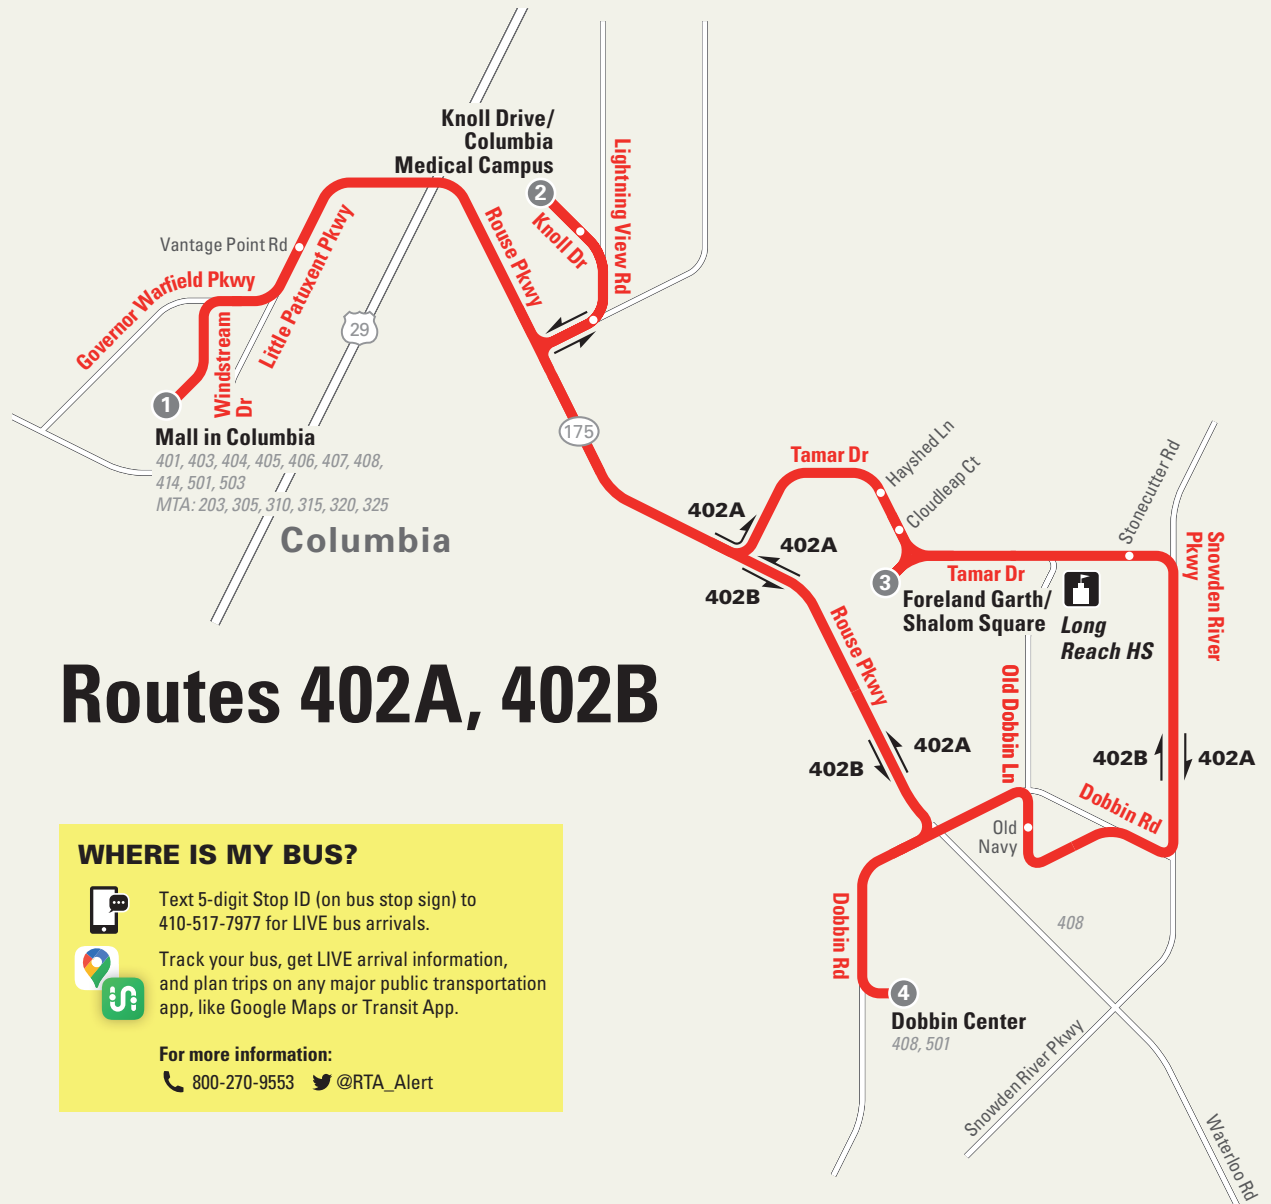 Knoll Drive/
Columbia
Medical Campus
2
Knoll Dr
Lightning View Rd
Rouse Pkwy
Vantage Point Rd
Governor Warfield Pkwy
Little Patuxent Pkwy
Windstream
Dr
29
1
Mall in Columbia
401, 403, 404, 405, 406, 407, 408,
414, 501, 503
MTA: 203, 305, 310, 315, 320, 325
Columbia
175
Tamar Dr
Hayshed Ln
Cloudleap Ct
Stonecutter Rd
402A
402A
402B
3
Tamar Dr
Foreland Garth/
Shalom Square
Long
Reach HS
Snowden River
Pkwy
Rouse Pkwy
Old Dobbin Ln
402A
402B
402B
402A
Dobbin Rd
Old
Navy
Dobbin Rd
408
4
Dobbin Center
408, 501
Snowden River Pkwy
Waterloo Rd
Routes 402A, 402B
WHERE IS MY BUS?
Text 5-digit Stop ID (on bus stop sign) to
410-517-7977 for LIVE bus arrivals.
Track your bus, get LIVE arrival information,
and plan trips on any major public transportation
app, like Google Maps or Transit App.
For more information:
800-270-9553 @RTA_Alert